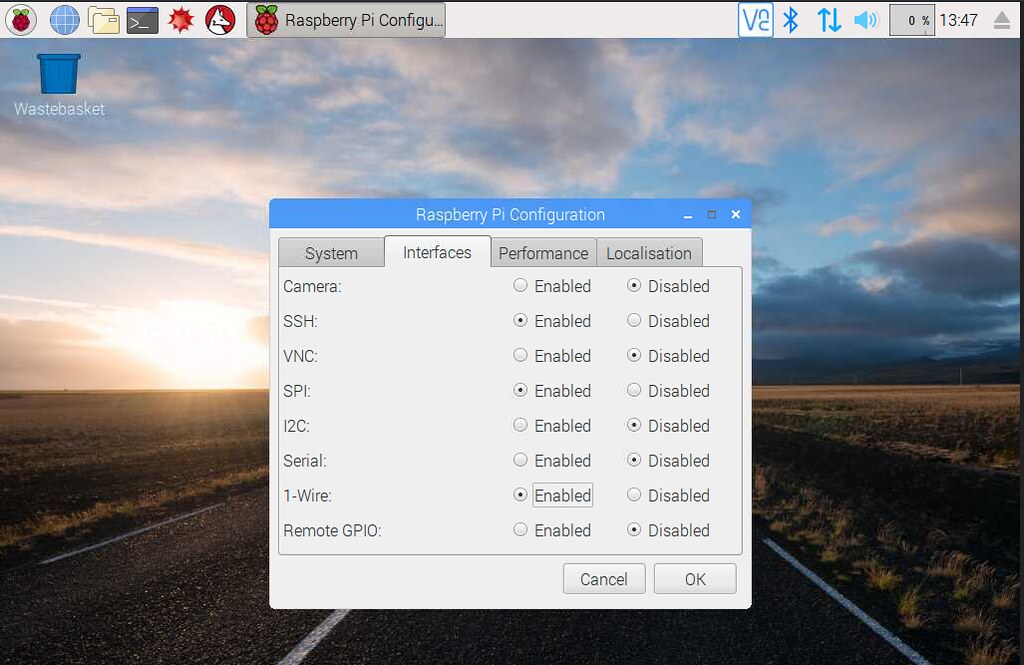 Raspberry Pi Configu...
VNC
0 %
13:47
Wastebasket
Raspberry Pi Configuration
System Interfaces Performance Localisation
Camera: Enabled Disabled
SSH: Enabled Disabled
VNC: Enabled Disabled
SPI: Enabled Disabled
I2C: Enabled Disabled
Serial: Enabled Disabled
1-Wire: Enabled Disabled
Remote GPIO: Enabled Disabled
Cancel OK